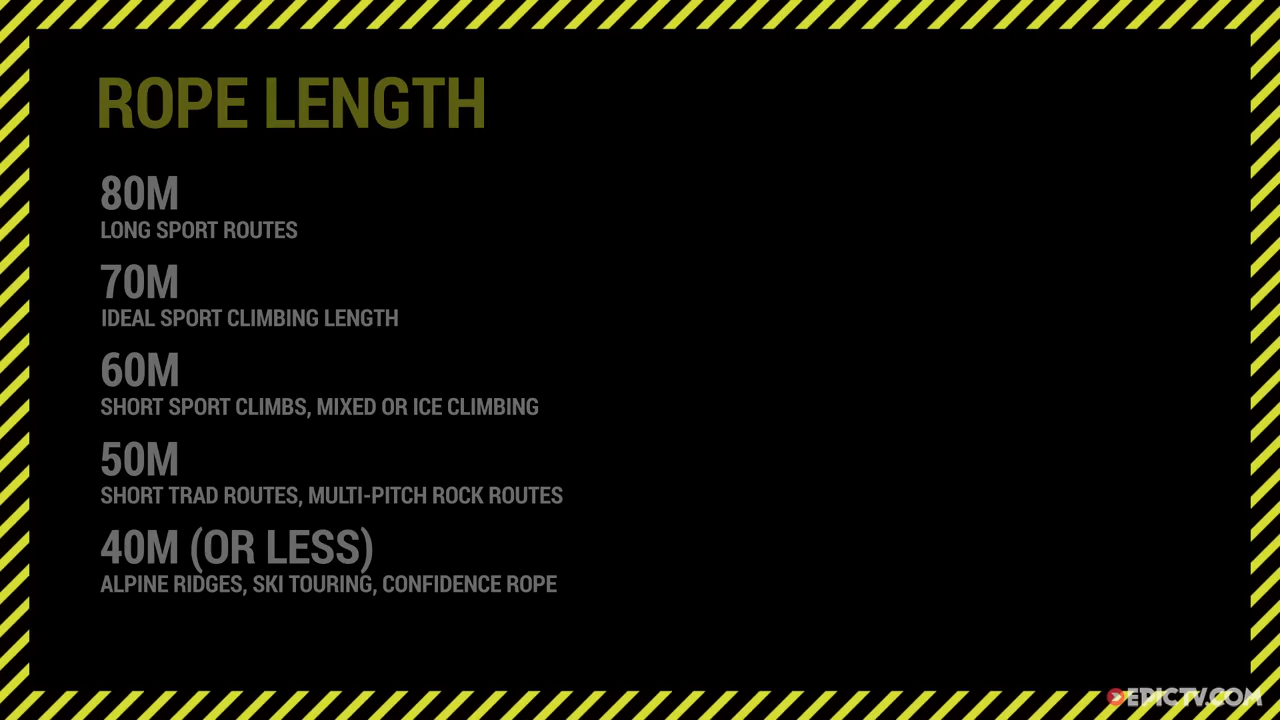 ROPE LENGTH
80M
LONG SPORT ROUTES
70M
IDEAL SPORT CLIMBING LENGTH
60M
SHORT SPORT CLIMBS, MIXED OR ICE CLIMBING
50M
SHORT TRAD ROUTES, MULTI-PITCH ROCK ROUTES
40M (OR LESS)
ALPINE RIDGES, SKI TOURING, CONFIDENCE ROPE
EPICTV.COM